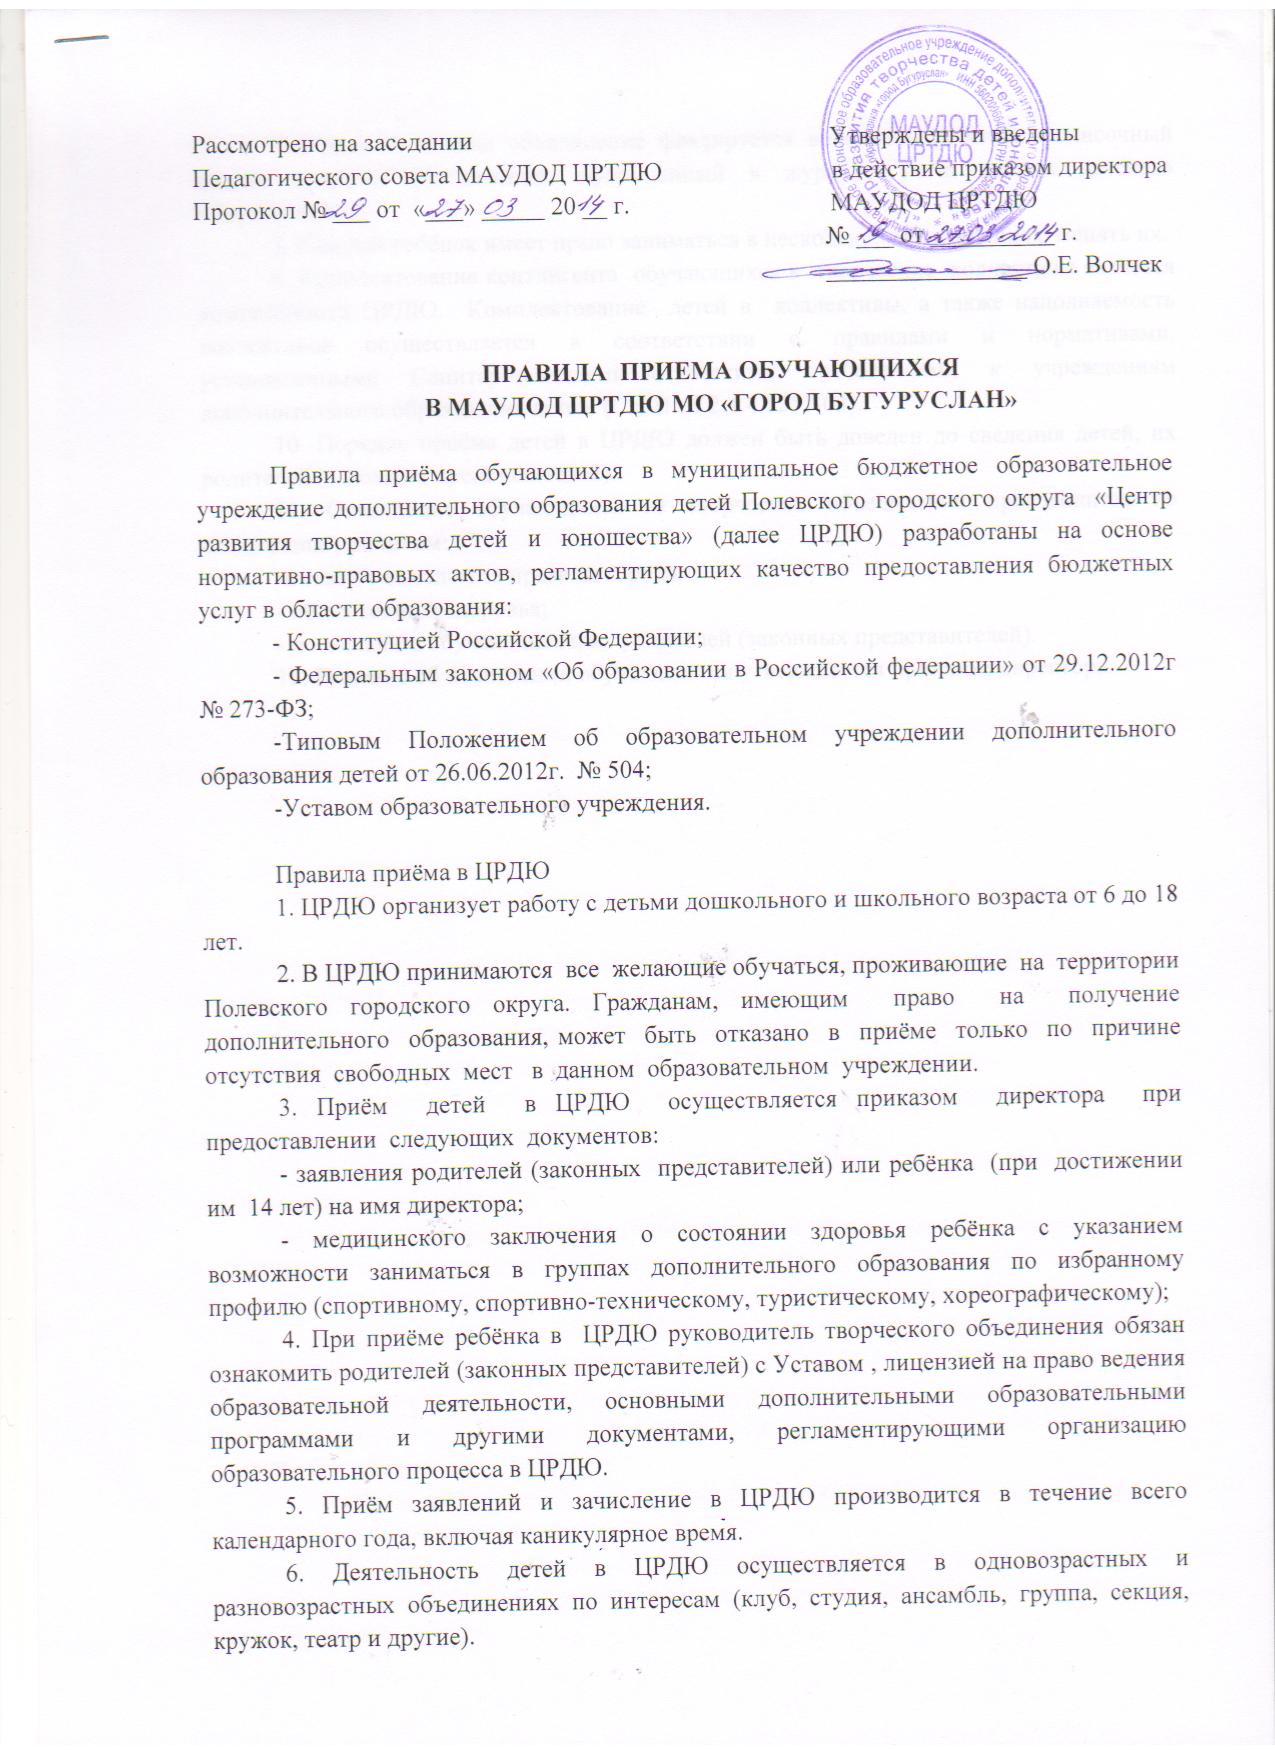 Рассмотрено на заседании
Педагогического совета МАУДОД ЦРТДЮ
Протокол № 29 от «27» 03 2014 г.
МАУДОД
ЦРТДЮ
Утверждены и введены
в действие приказом директора
МАУДОД ЦРТДЮ
№ 19 от 27.03.2014 г.
О.Е. Волчек
ПРАВИЛА ПРИЕМА ОБУЧАЮЩИХСЯ
В МАУДОД ЦРТДЮ МО «ГОРОД БУГУРУСЛАН»
Правила приёма обучающихся в муниципальное бюджетное образовательное
учреждение дополнительного образования детей Полевского городского округа «Центр
развития творчества детей и юношества» (далее ЦРДЮ) разработаны на основе
нормативно-правовых актов, регламентирующих качество предоставления бюджетных
услуг в области образования:
- Конституцией Российской Федерации;
- Федеральным законом «Об образовании в Российской федерации» от 29.12.2012г
№ 273-ФЗ;
-Типовым Положением об образовательном учреждении дополнительного
образования детей от 26.06.2012г. № 504;
-Уставом образовательного учреждения.
Правила приёма в ЦРДЮ
1. ЦРДЮ организует работу с детьми дошкольного и школьного возраста от 6 до 18
лет.
2. В ЦРДЮ принимаются все желающие обучаться, проживающие на территории
Полевского городского округа. Гражданам, имеющим право на получение
дополнительного образования, может быть отказано в приёме только по причине
отсутствия свободных мест в данном образовательном учреждении.
3. Приём детей в ЦРДЮ осуществляется приказом директора при
предоставлении следующих документов:
- заявления родителей (законных представителей) или ребёнка (при достижении
им 14 лет) на имя директора;
- медицинского заключения о состоянии здоровья ребёнка с указанием
возможности заниматься в группах дополнительного образования по избранному
профилю (спортивному, спортивно-техническому, туристическому, хореографическому);
4. При приёме ребёнка в ЦРДЮ руководитель творческого объединения обязан
ознакомить родителей (законных представителей) с Уставом , лицензией на право ведения
образовательной деятельности, основными дополнительными образовательными
программами и другими документами, регламентирующими организацию
образовательного процесса в ЦРДЮ.
5. Приём заявлений и зачисление в ЦРДЮ производится в течение всего
календарного года, включая каникулярное время.
6. Деятельность детей в ЦРДЮ осуществляется в одновозрастных и
разновозрастных объединениях по интересам (клуб, студия, ансамбль, группа, секция,
кружок, театр и другие).